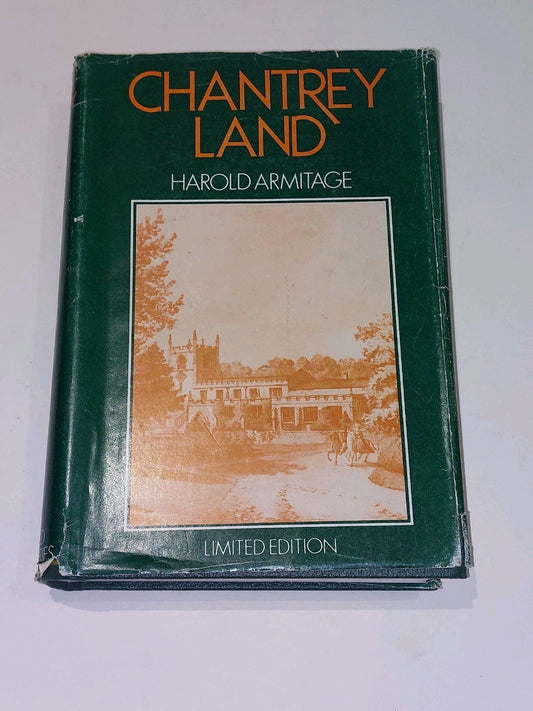 CHANTREY
LAND
HAROLD ARMITAGE
LIMITED EDITION